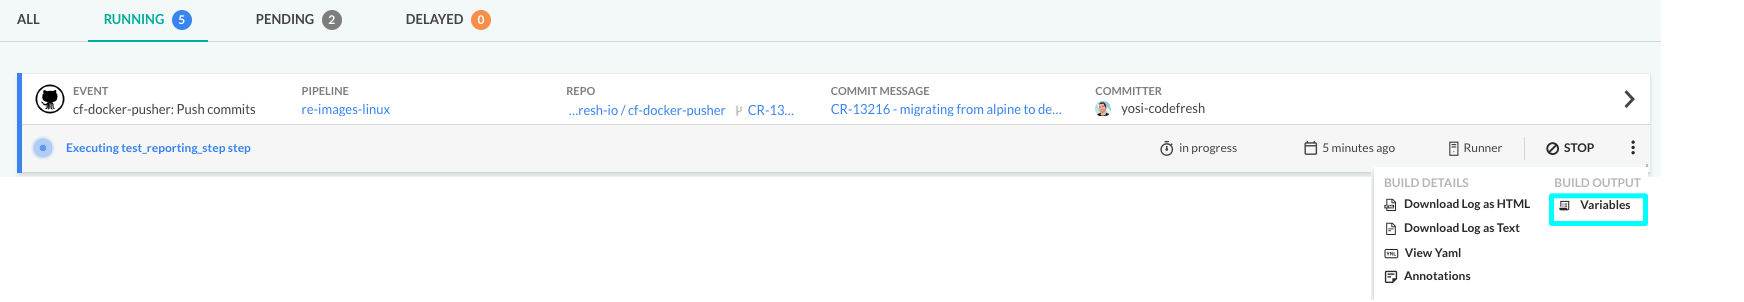 ALL RUNNING 5 PENDING 2 DELAYED 0
EVENT PIPELINE REPO COMMIT MESSAGE COMMITTER
cf-docker-pusher: Push commits re-images-linux ...resh-io / cf-docker-pusher CR-13... CR-13216 - migrating from alpine to de... yosi-codefresh
Executing test_reporting_step step in progress 5 minutes ago Runner STOP
BUILD DETAILS BUILD OUTPUT
Download Log as HTML Variables
Download Log as Text
YML View Yaml
Annotations